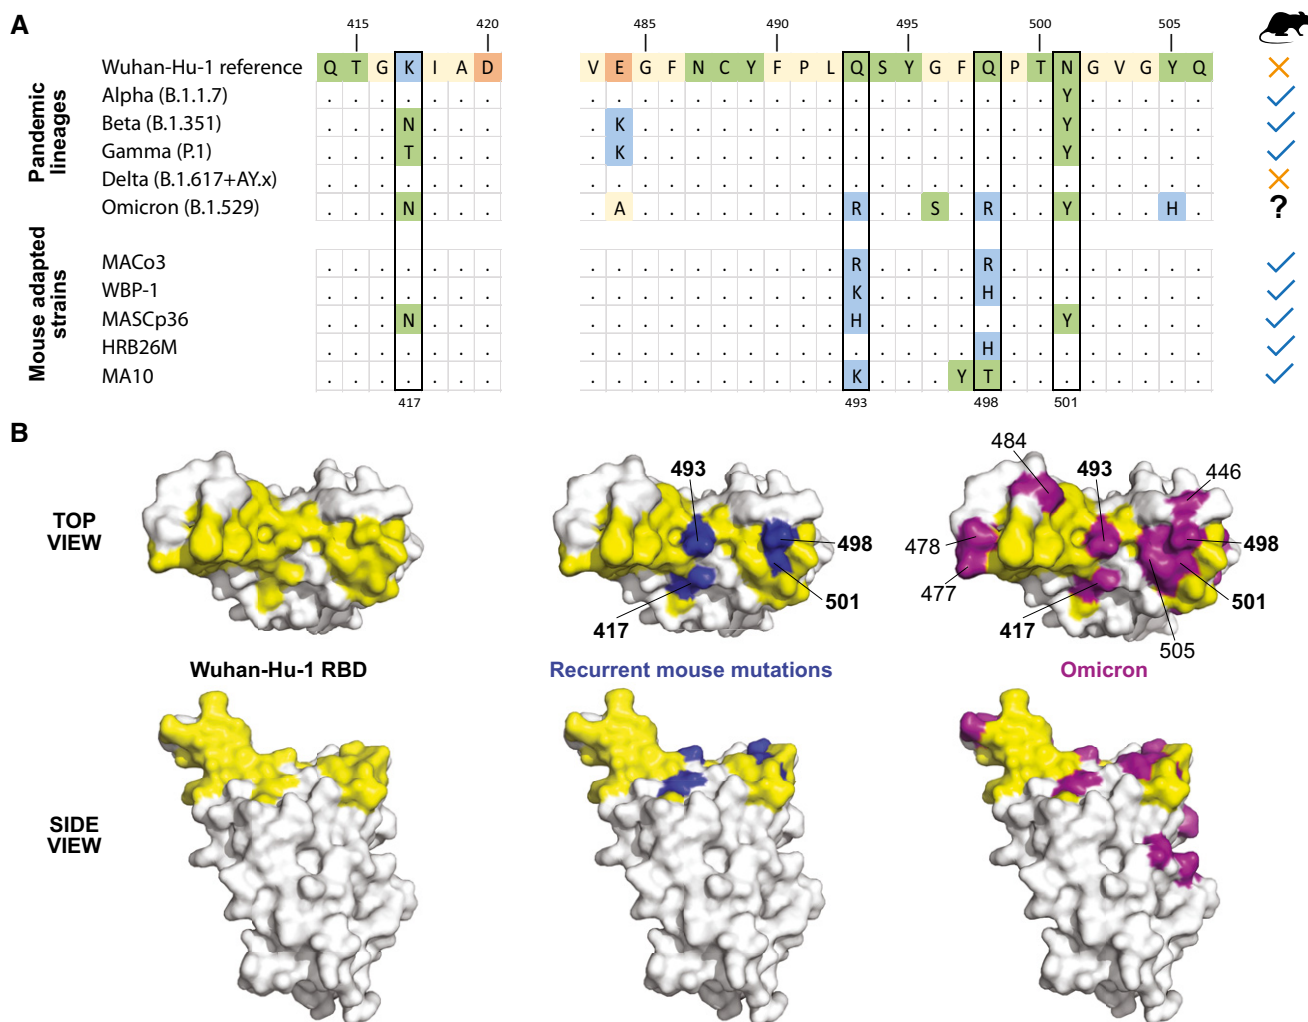 A
415 420 485 490 495 500 505
Pandemic lineages
Wuhan-Hu-1 reference Q T G K I A D V E G F N C Y F P L Q S Y G F Q P T N G V G Y Q
Alpha (B.1.1.7) . . . . . . . . . . . . . . . . . . . . . . . . . Y . . . . .
Beta (B.1.351) . . . N . . . . K . . . . . . . . . . . . . . . . Y . . . . .
Gamma (P.1) . . . T . . . . K . . . . . . . . . . . . . . . . Y . . . . .
Delta (B.1.617+AY.x) . . . . . . . . . . . . . . . . . . . . . . . . . . . . . . .
Omicron (B.1.529) . . . N . . . . A . . . . . . . . R . . S . R . . Y . . . H . ?
Mouse adapted strains
MACo3 . . . . . . . . . . . . . . . . . R . . . . R . . . . . . . .
WBP-1 . . . . . . . . . . . . . . . . . K . . . . H . . . . . . . .
MASCp36 . . . N . . . . . . . . . . . . . H . . . . . . . Y . . . . .
HRB26M . . . . . . . . . . . . . . . . . . . . . . H . . . . . . . .
MA10 . . . . . . . . . . . . . . . . . K . . . Y T . . . . . . . .
417 493 498 501
B
TOP
VIEW
493
498
501
417
484
493
446
478
498
477
501
417
505
Wuhan-Hu-1 RBD Recurrent mouse mutations Omicron
SIDE
VIEW